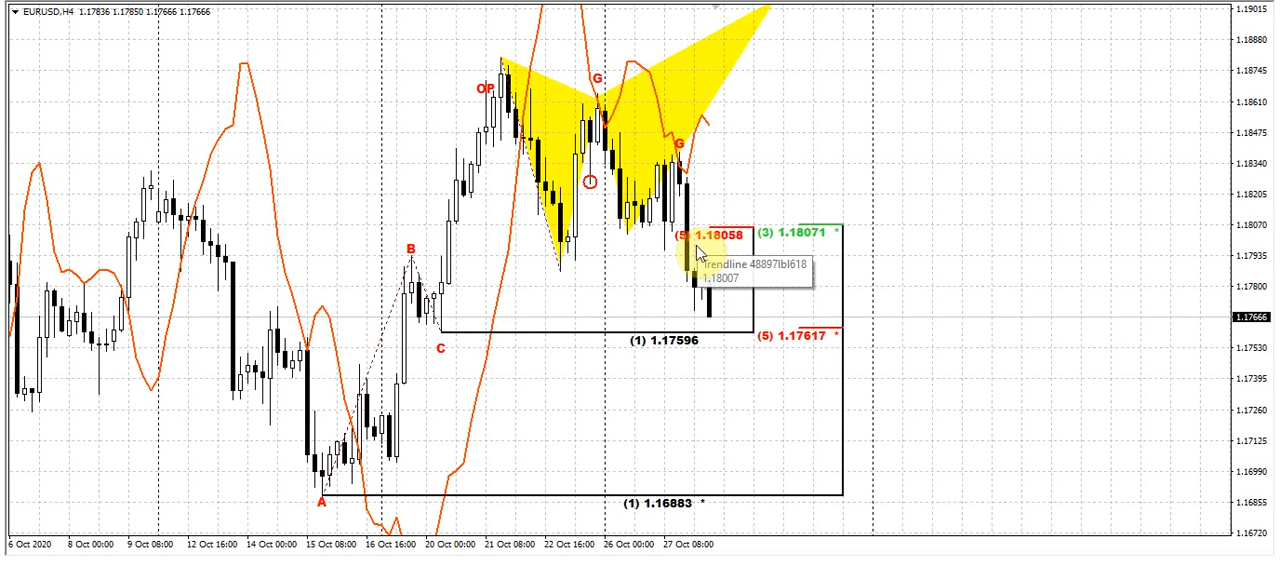 EURUSD,H4 1.17836 1.17850 1.17666 1.17666
1.19015
1.18880
1.18745
1.18610
1.18475
1.18340
1.18205
1.18070
1.17935
1.17800
1.17666
1.17530
1.17395
1.17260
1.17125
1.16990
1.16855
1.16720
OP
G
G
B
C
A
(5) 1.18058
(3) 1.18071 *
Trendline 48897lbl618
1.18007
(1) 1.17596
(5) 1.17617 *
(1) 1.16883 *
6 Oct 2020
8 Oct 00:00
9 Oct 08:00
12 Oct 16:00
14 Oct 00:00
15 Oct 08:00
16 Oct 16:00
20 Oct 00:00
21 Oct 08:00
22 Oct 16:00
26 Oct 00:00
27 Oct 08:00